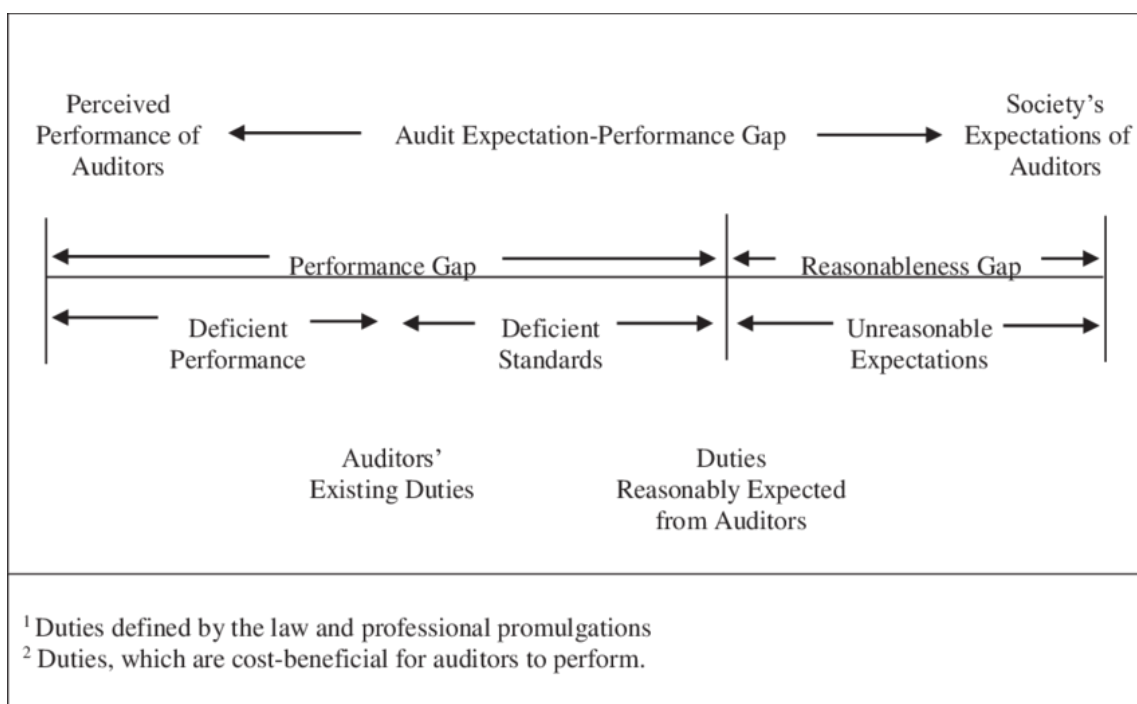 Perceived
Performance of
Auditors
Audit Expectation-Performance Gap
Society’s
Expectations of
Auditors
Performance Gap
Reasonableness Gap
Deficient
Performance
Deficient
Standards
Unreasonable
Expectations
Auditors’
Existing Duties
Duties
Reasonably Expected
from Auditors
1 Duties defined by the law and professional promulgations
2 Duties, which are cost-beneficial for auditors to perform.